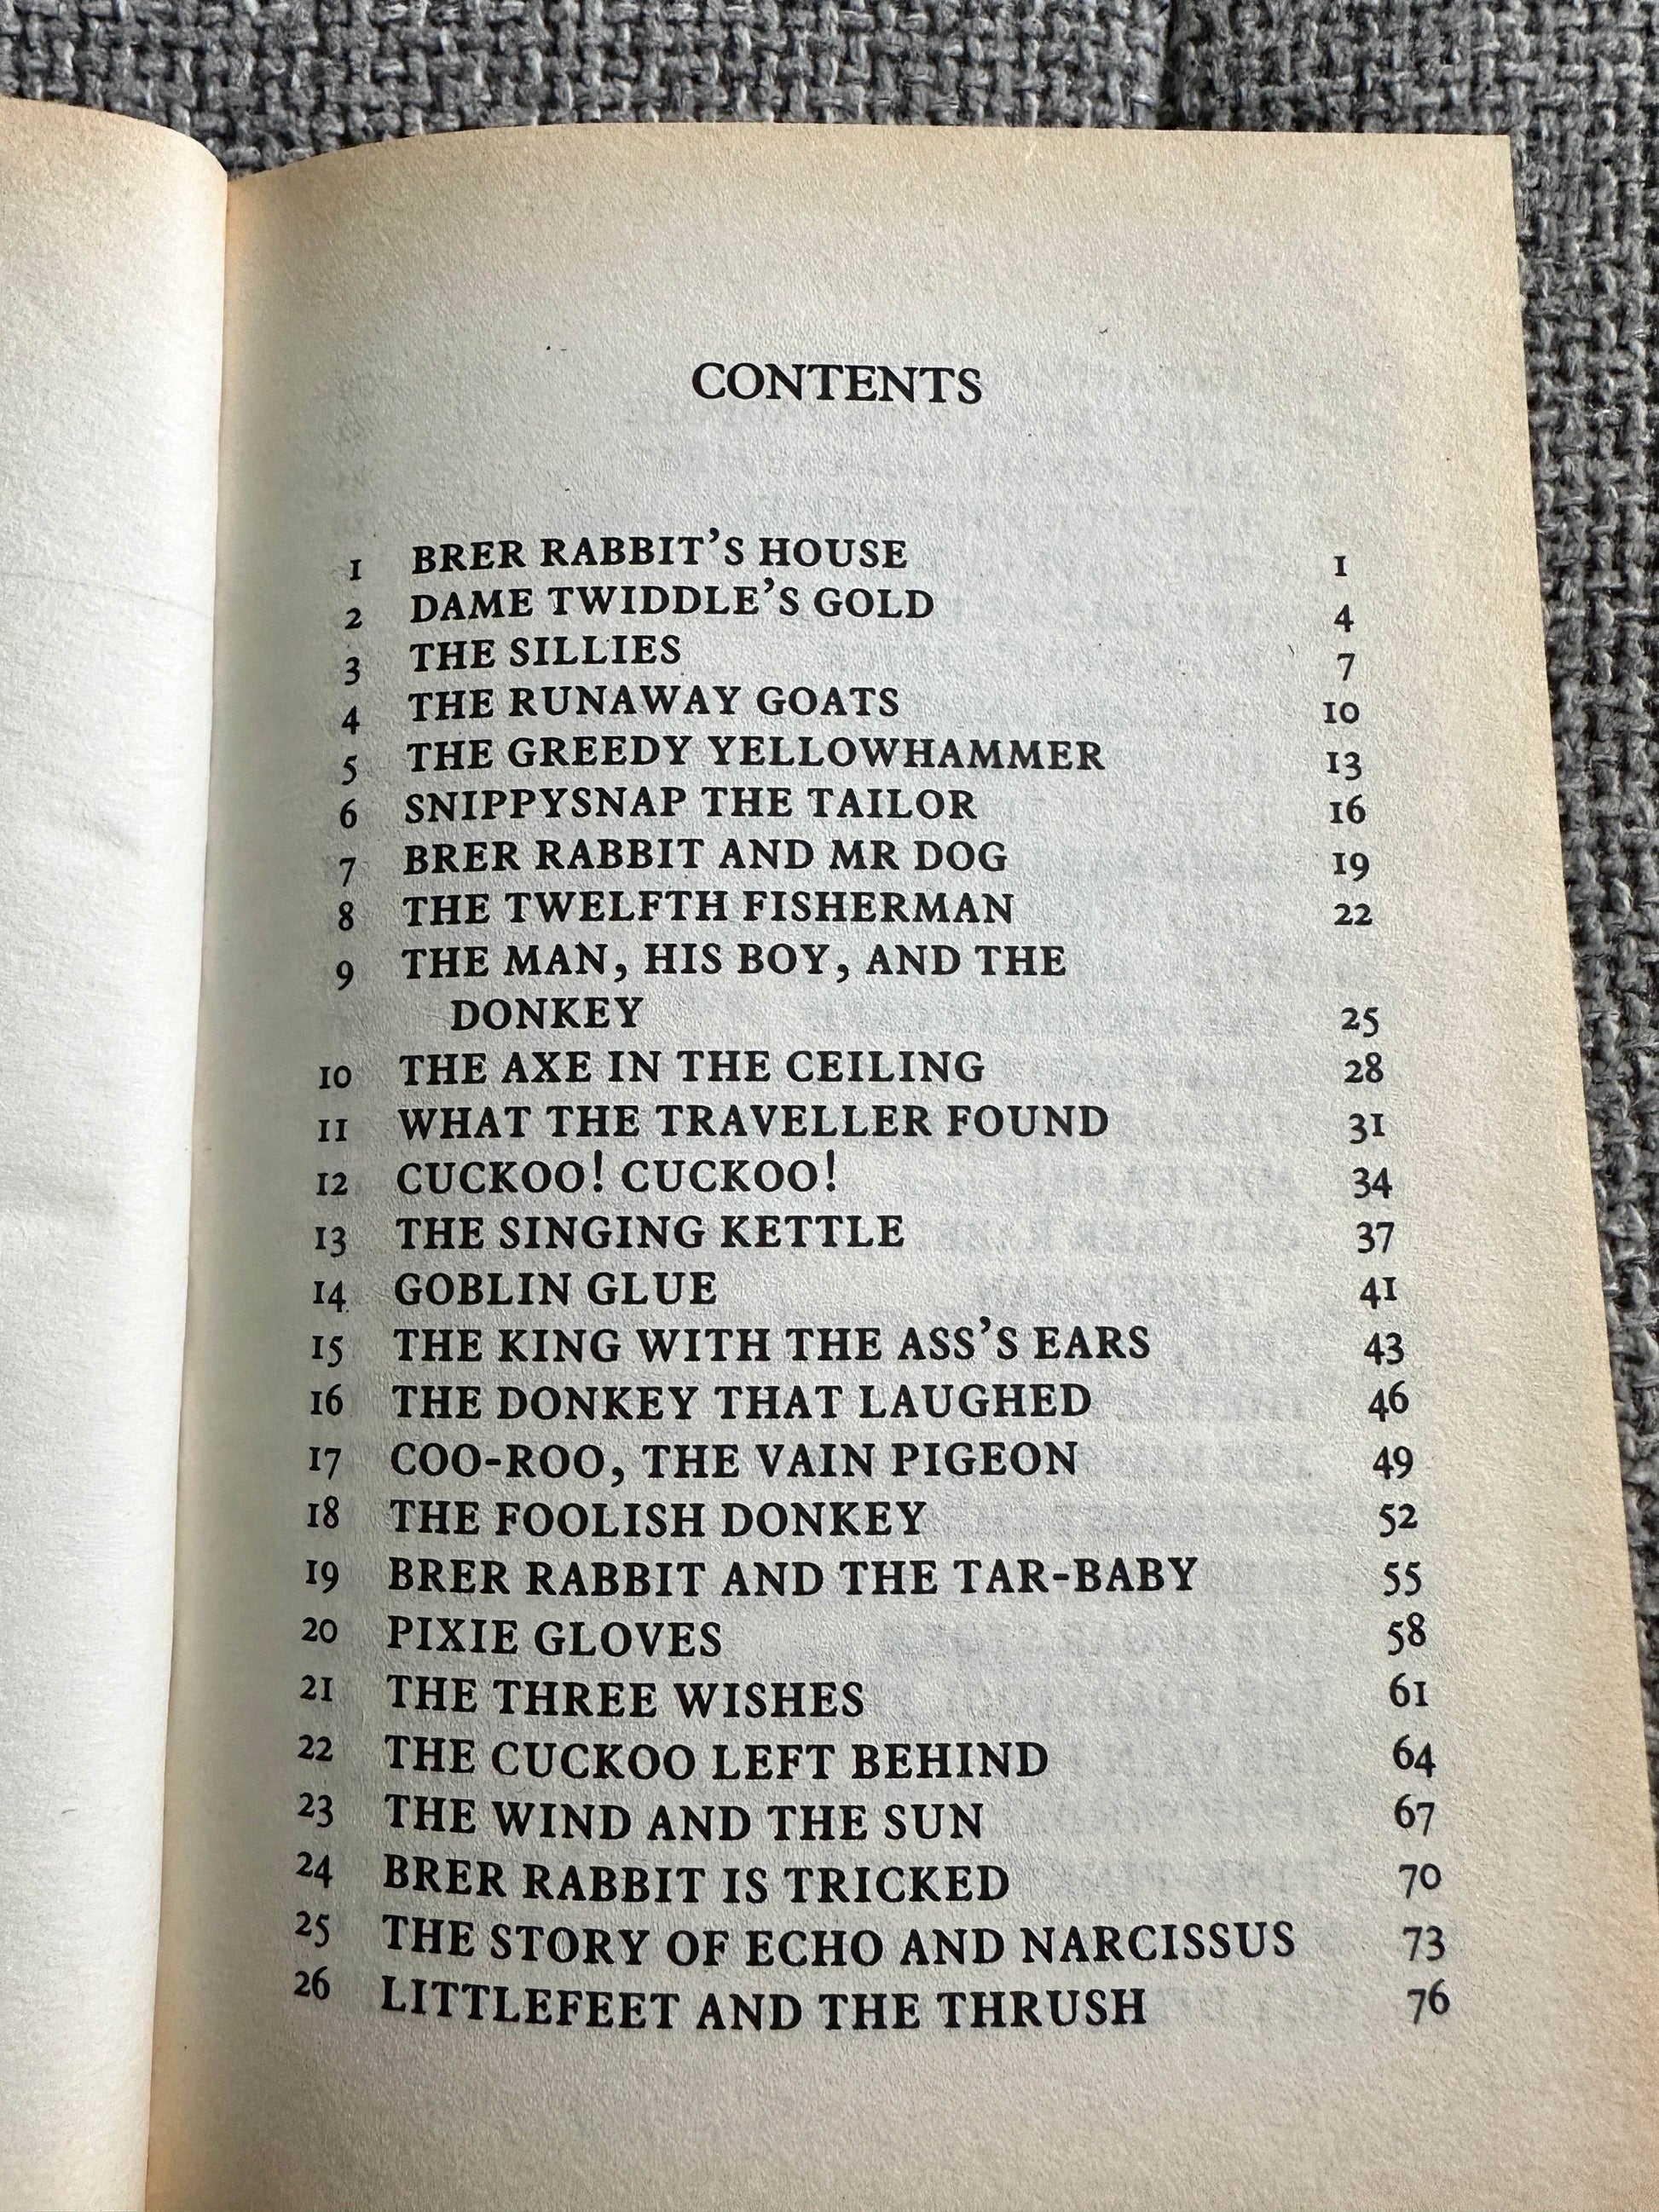 CONTENTS
1 BRER RABBIT'S HOUSE 1
2 DAME TWIDDLE'S GOLD 4
3 THE SILLIES 7
4 THE RUNAWAY GOATS 10
5 THE GREEDY YELLOWHAMMER 13
6 SNIPPYSNAP THE TAILOR 16
7 BRER RABBIT AND MR DOG 19
8 THE TWELFTH FISHERMAN 22
9 THE MAN, HIS BOY, AND THE
DONKEY 25
10 THE AXE IN THE CEILING 28
11 WHAT THE TRAVELLER FOUND 31
12 CUCKOO! CUCKOO! 34
13 THE SINGING KETTLE 37
14 GOBLIN GLUE 41
15 THE KING WITH THE ASS'S EARS 43
16 THE DONKEY THAT LAUGHED 46
17 COO-ROO, THE VAIN PIGEON 49
18 THE FOOLISH DONKEY 52
19 BRER RABBIT AND THE TAR-BABY 55
20 PIXIE GLOVES 58
21 THE THREE WISHES 61
22 THE CUCKOO LEFT BEHIND 64
23 THE WIND AND THE SUN 67
24 BRER RABBIT IS TRICKED 70
25 THE STORY OF ECHO AND NARCISSUS 73
26 LITTLEFEET AND THE THRUSH 76